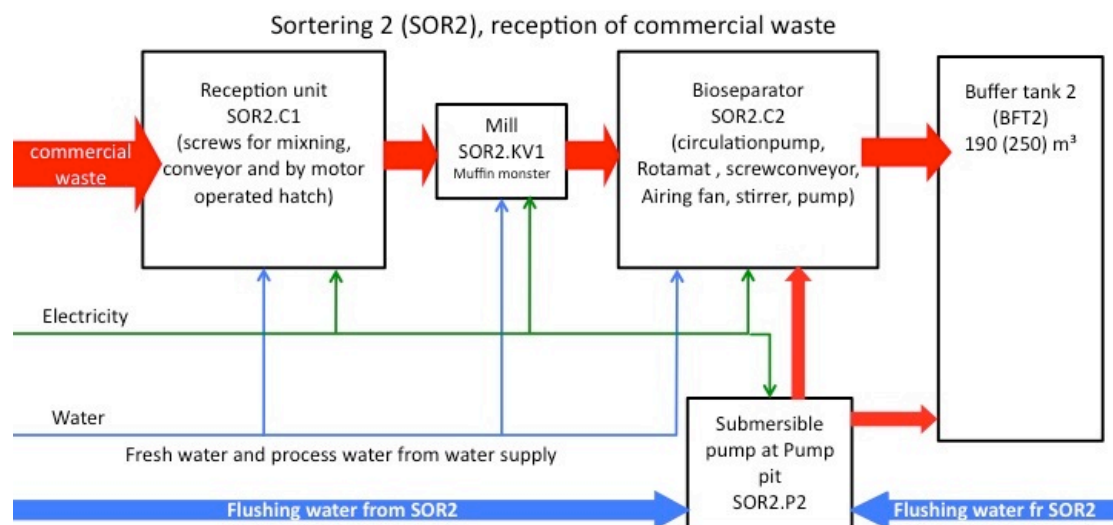 Sortering 2 (SOR2), reception of commercial waste
commercial
waste
Reception unit
SOR2.C1
(screws for mixning,
conveyor and by motor
operated hatch)
Mill
SOR2.KV1
Muffin monster
Bioseparator
SOR2.C2
(circulationpump,
Rotamat , screwconveyor,
Airing fan, stirrer, pump)
Buffer tank 2
(BFT2)
190 (250) m³
Electricity
Water
Fresh water and process water from water supply
Submersible
pump at Pump
pit
SOR2.P2
Flushing water from SOR2
Flushing water fr SOR2